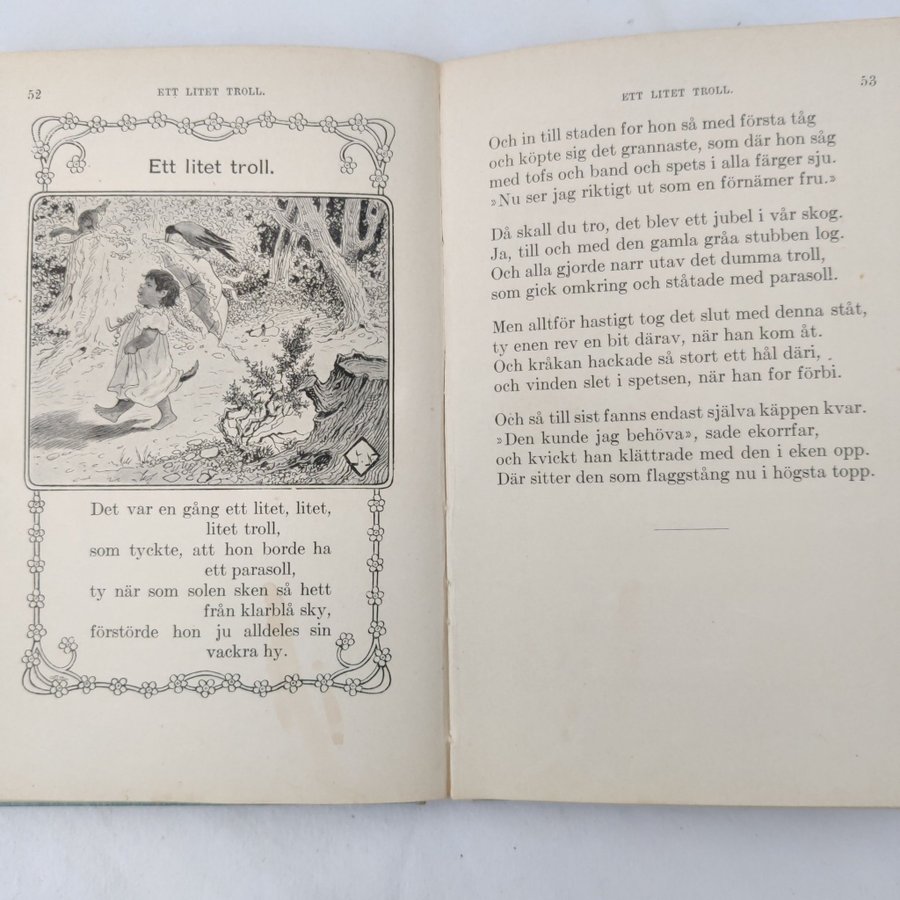 52
ETT LITET TROLL.
Ett litet troll.
Det var en gång ett litet, litet,
litet troll,
som tyckte, att hon borde ha
ett parasoll,
ty när som solen sken så hett
från klarblå sky,
förstörde hon ju alldeles sin
vackra hy.
ETT LITET TROLL.
53
Och in till staden for hon så med första tåg
och köpte sig det grannaste, som där hon såg
med tofs och band och spets i alla färger sju.
»Nu ser jag riktigt ut som en förnämer fru.»
Då skall du tro, det blev ett jubel i vår skog.
Ja, till och med den gamla gråa stubben log.
Och alla gjorde narr utav det dumma troll,
som gick omkring och ståtade med parasoll.
Men alltför hastigt tog det slut med denna ståt,
ty enen rev en bit därav, när han kom åt.
Och kråkan hackade så stort ett hål däri,
och vinden slet i spetsen, när han for förbi.
Och så till sist fanns endast själva käppen kvar.
»Den kunde jag behöva», sade ekorrfar,
och kvickt han klättrade med den i eken opp.
Där sitter den som flaggstång nu i högsta topp.